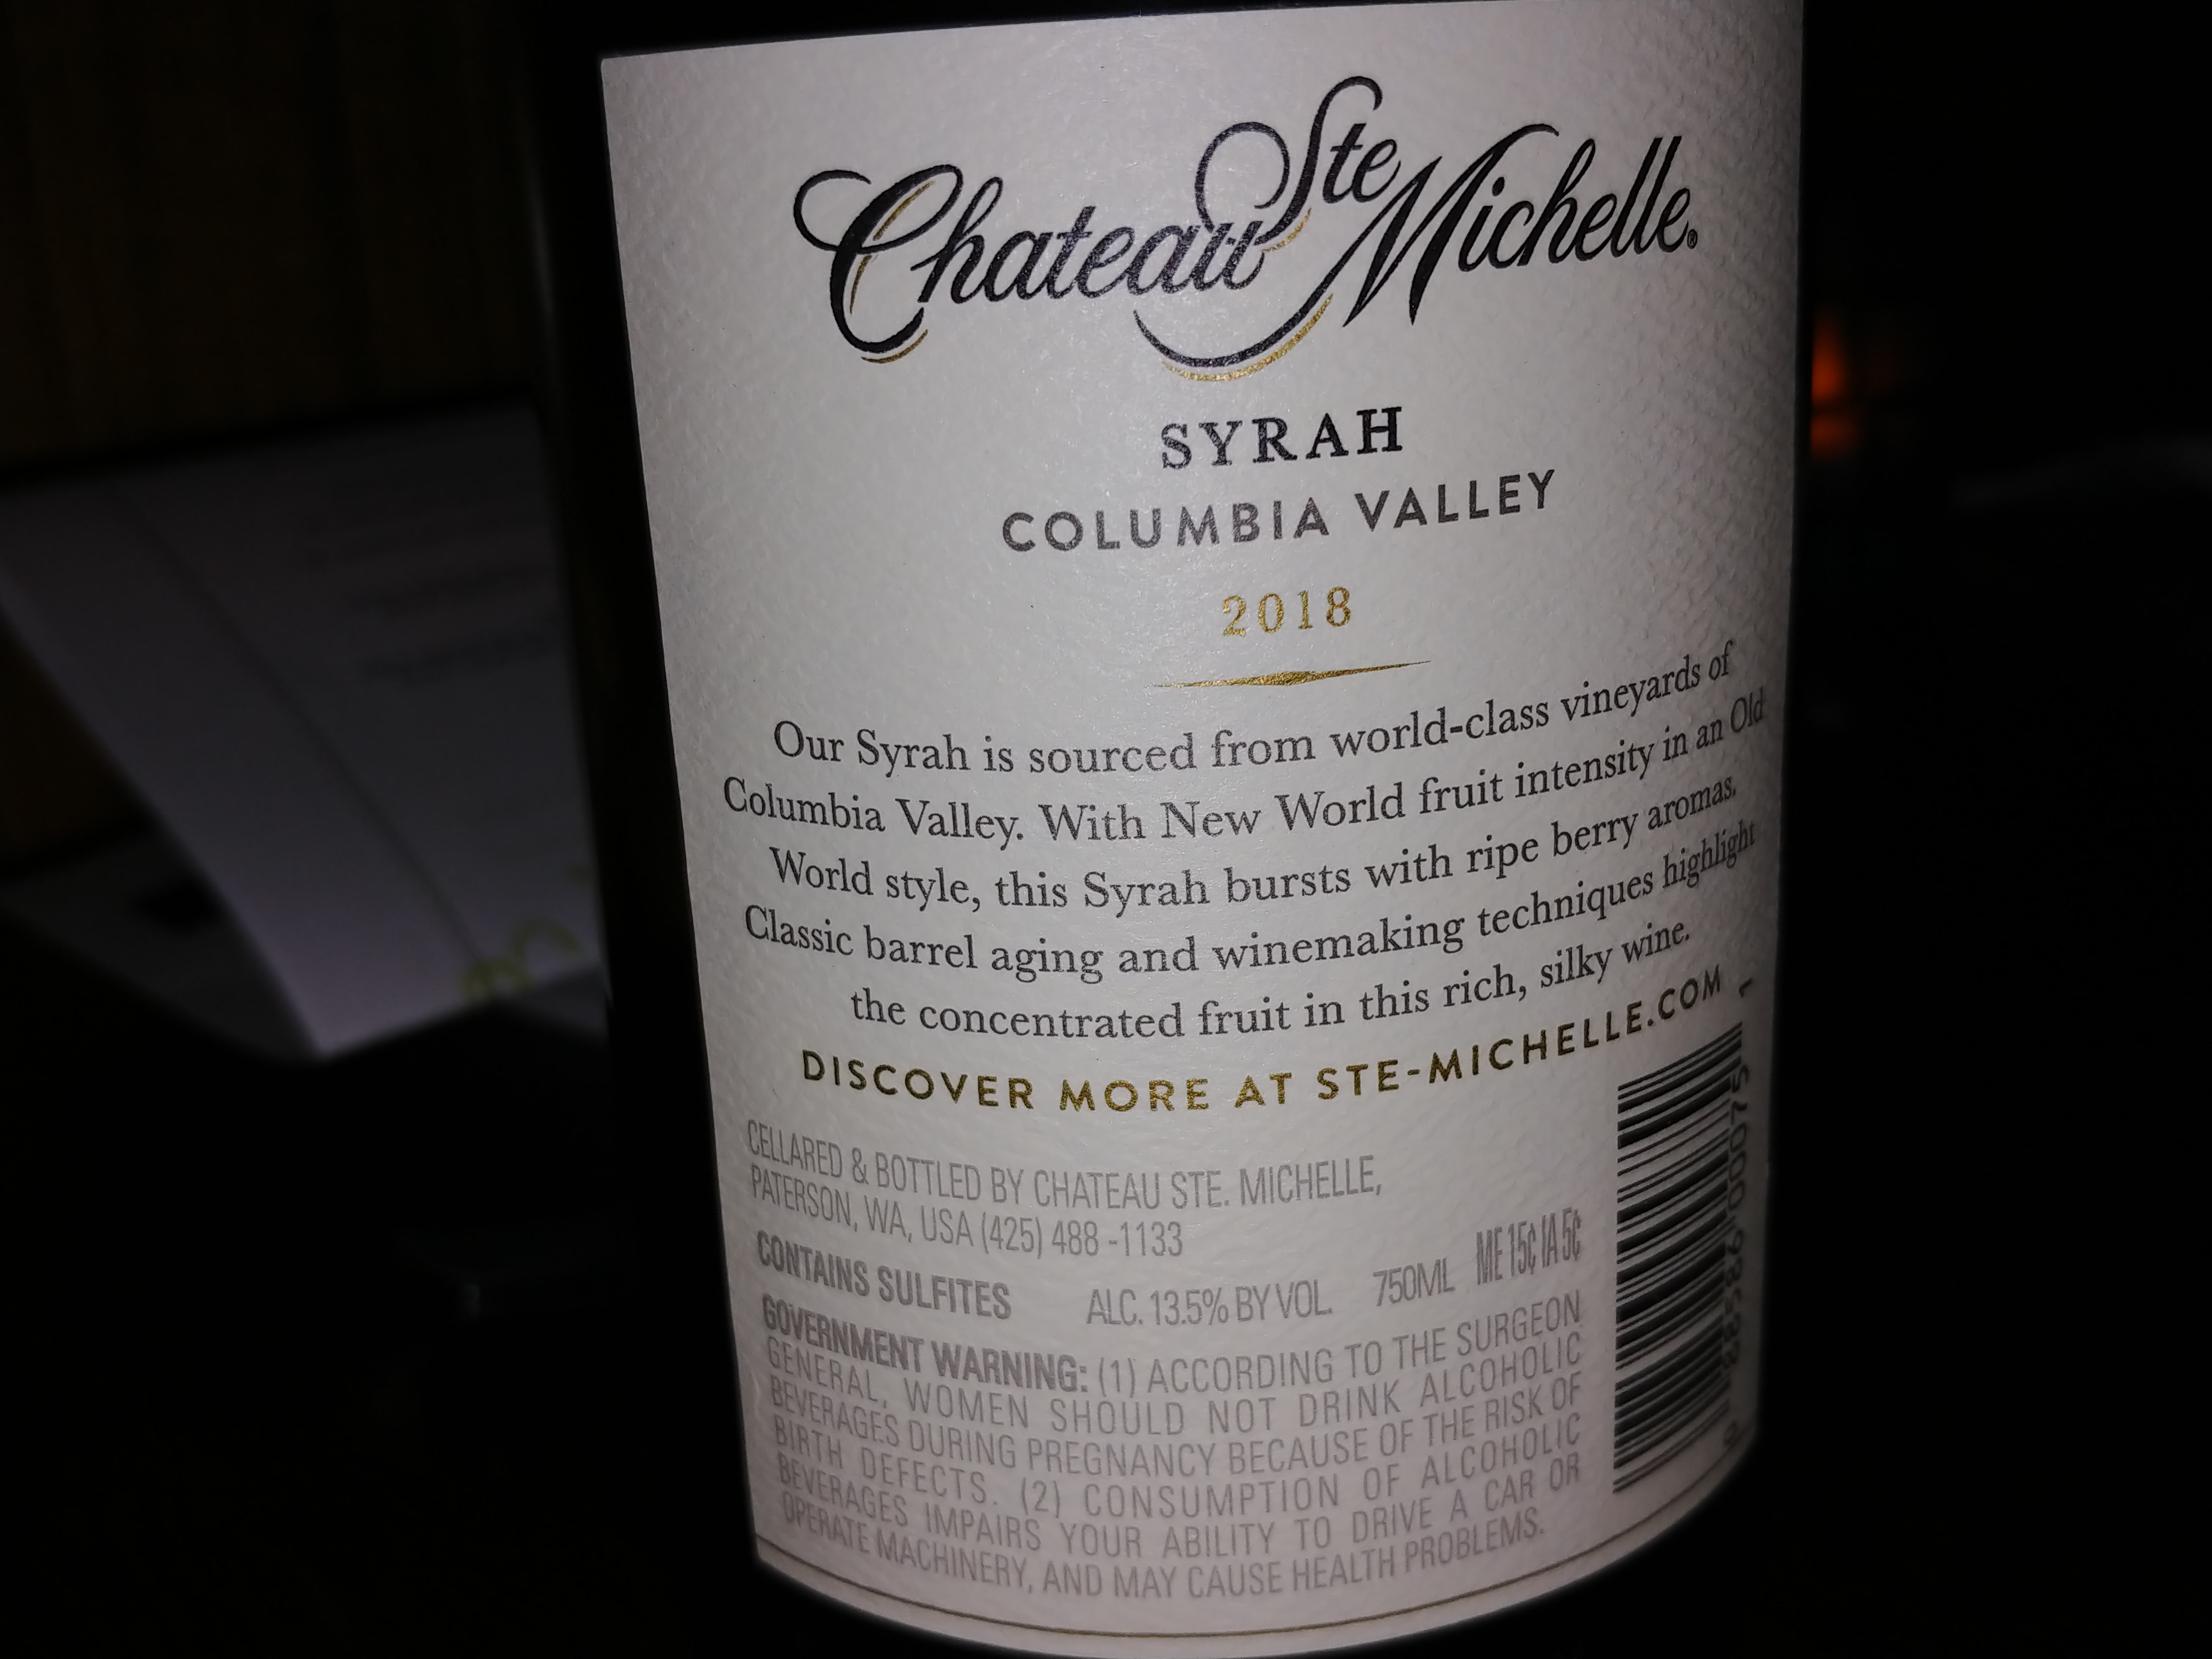 Chateau Ste Michelle®
SYRAH
COLUMBIA VALLEY
2018
Our Syrah is sourced from world-class vineyards of
Columbia Valley. With New World fruit intensity in an Old
World style, this Syrah bursts with ripe berry aromas.
Classic barrel aging and winemaking techniques highlight
the concentrated fruit in this rich, silky wine.
DISCOVER MORE AT STE-MICHELLE.COM
CELLARED & BOTTLED BY CHATEAU STE. MICHELLE,
PATERSON, WA, USA (425) 488 -1133
CONTAINS SULFITES ALC. 13.5% BY VOL. 750ML ME 15¢ IA 5¢
GOVERNMENT WARNING: (1) ACCORDING TO THE SURGEON
GENERAL, WOMEN SHOULD NOT DRINK ALCOHOLIC
BEVERAGES DURING PREGNANCY BECAUSE OF THE RISK OF
BIRTH DEFECTS. (2) CONSUMPTION OF ALCOHOLIC
BEVERAGES IMPAIRS YOUR ABILITY TO DRIVE A CAR OR
OPERATE MACHINERY, AND MAY CAUSE HEALTH PROBLEMS.